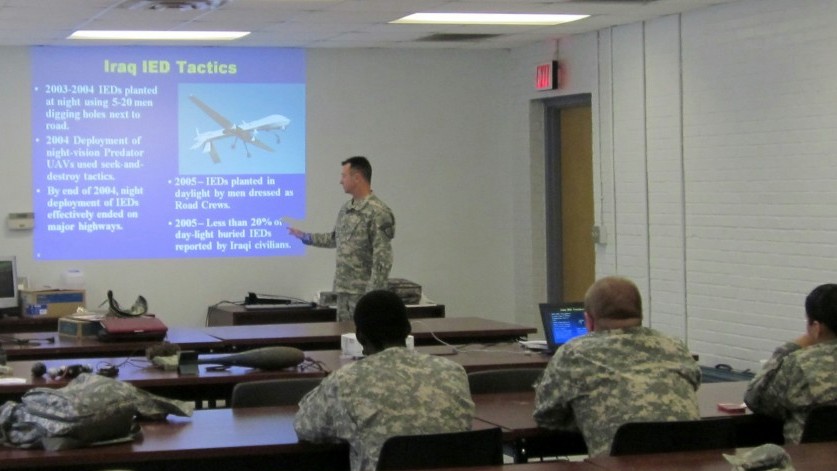 Iraq IED Tactics
• 2003-2004 IEDs planted
at night using 5-20 men
digging holes next to
road.
• 2004 Deployment of
night-vision Predator
UAVs used seek-and-
destroy tactics.
• By end of 2004, night
deployment of IEDs
effectively ended on
major highways.
• 2005 – IEDs planted in
daylight by men dressed as
Road Crews.
• 2005 – Less than 20% of
day-light buried IEDs
reported by Iraqi civilians.
EXIT